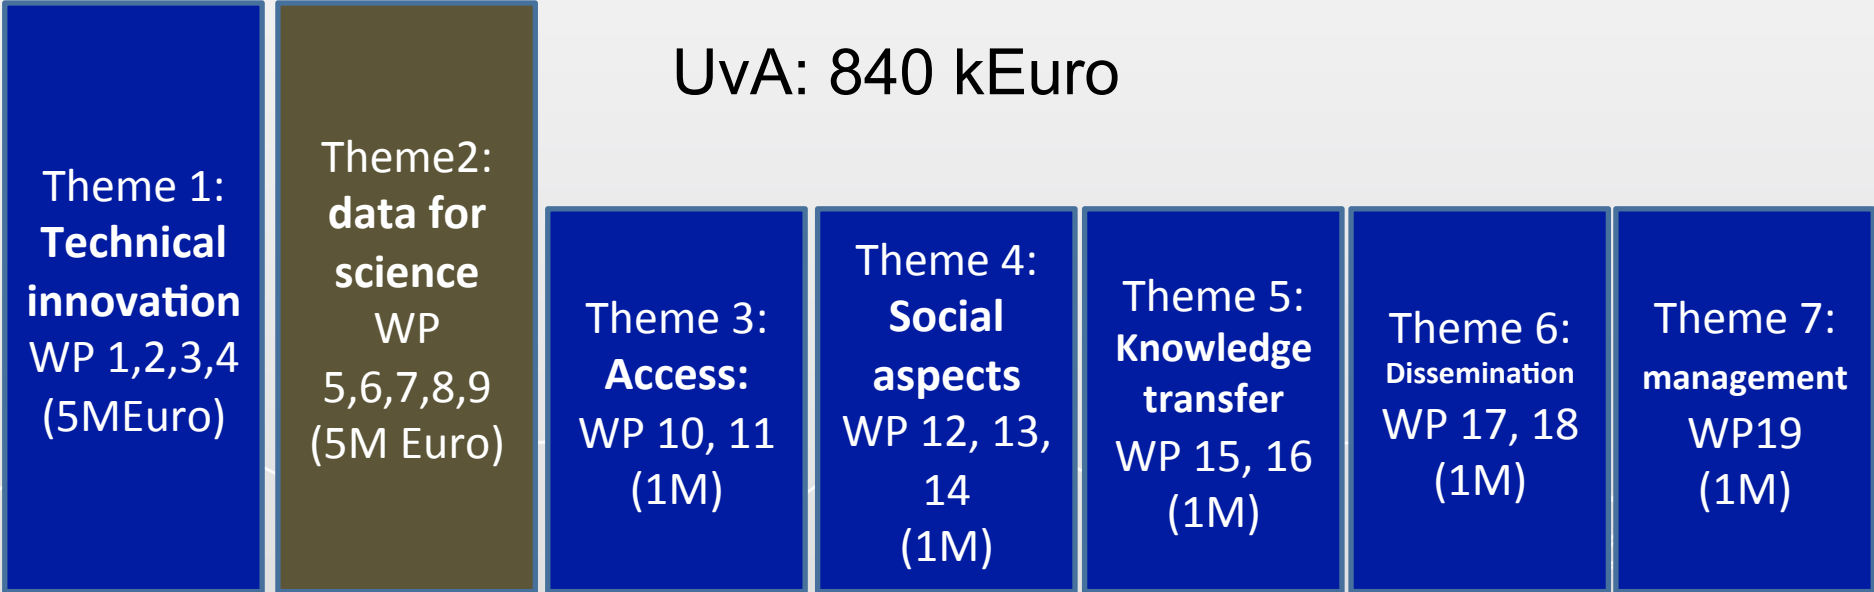 UvA: 840 kEuro
Theme 1:
Technical
innovation
WP 1,2,3,4
(5MEuro)
Theme2:
data for
science
WP
5,6,7,8,9
(5M Euro)
Theme 3:
Access:
WP 10, 11
(1M)
Theme 4:
Social
aspects
WP 12, 13,
14
(1M)
Theme 5:
Knowledge
transfer
WP 15, 16
(1M)
Theme 6:
Dissemination
WP 17, 18
(1M)
Theme 7:
management
WP19
(1M)